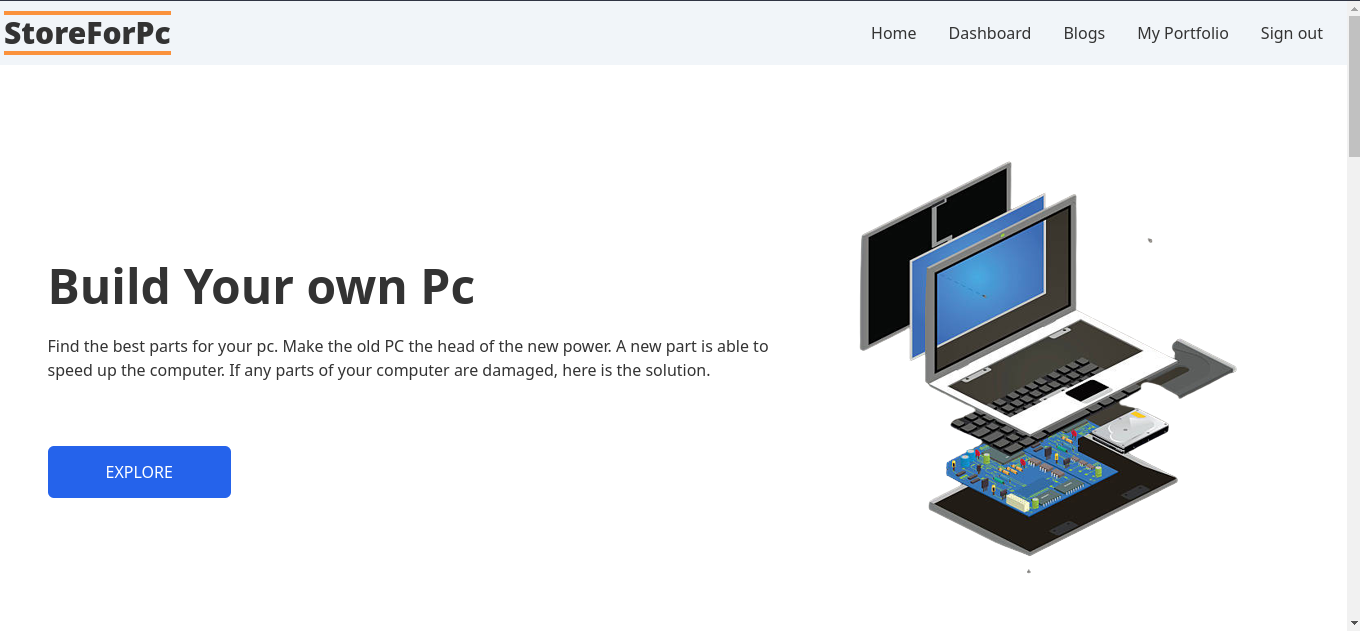 StoreForPc
Home Dashboard Blogs My Portfolio Sign out
Build Your own Pc
Find the best parts for your pc. Make the old PC the head of the new power. A new part is able to
speed up the computer. If any parts of your computer are damaged, here is the solution.
EXPLORE